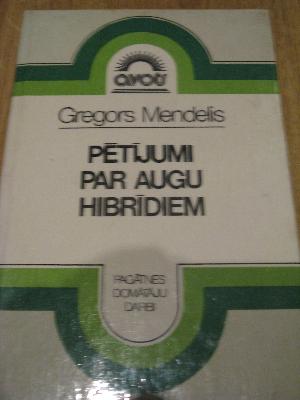 avots
Gregors Mendelis
PĒTĪJUMI
PAR AUGU
HIBRĪDIEM
PAGĀTNES
DOMĀTĀJU
DARBI